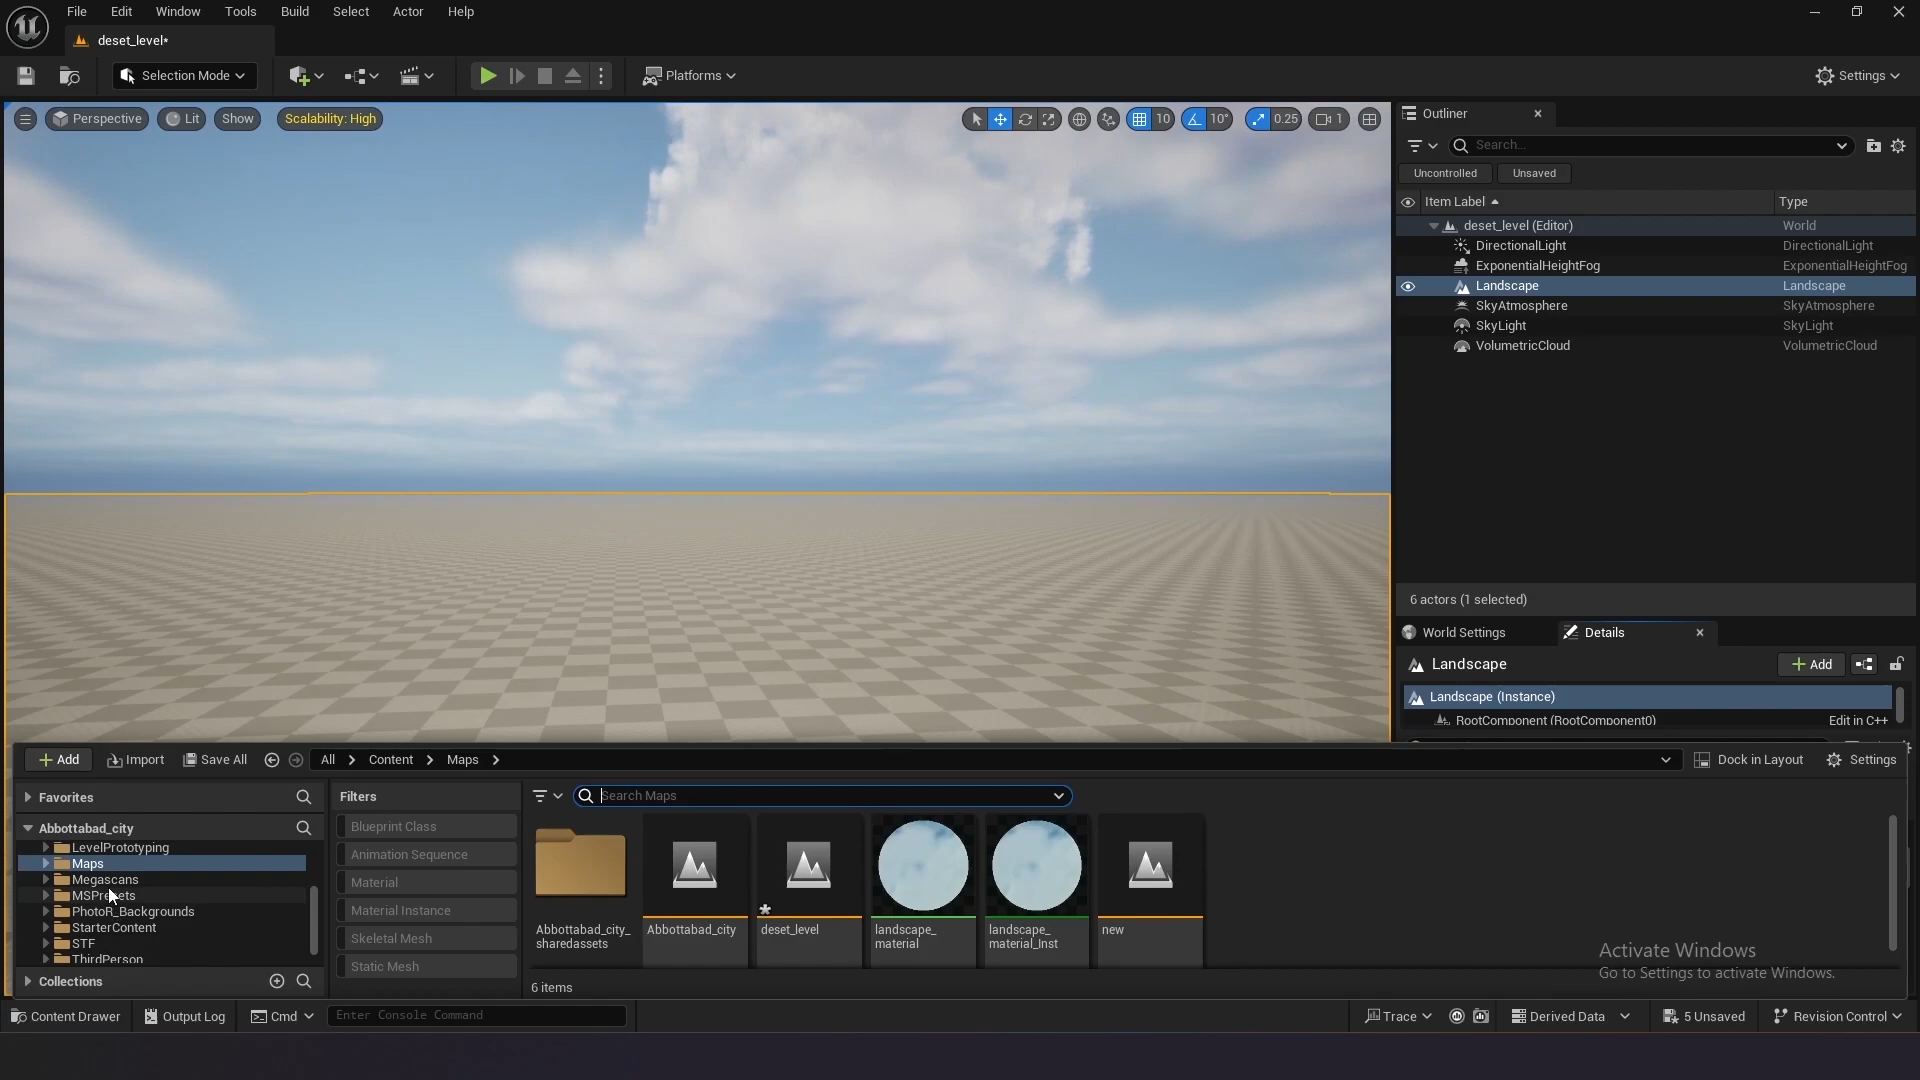 File Edit Window Tools Build Select Actor Help
deset_level*
Selection Mode
Platforms
Settings
Perspective Lit Show Scalability: High
10 10° 0.25 1
Outliner
Search...
Uncontrolled Unsaved
Item Label Type
deset_level (Editor) World
DirectionalLight DirectionalLight
ExponentialHeightFog ExponentialHeightFog
Landscape Landscape
SkyAtmosphere SkyAtmosphere
SkyLight SkyLight
VolumetricCloud VolumetricCloud
6 actors (1 selected)
World Settings Details
Landscape
Add
Landscape (Instance)
RootComponent (RootComponent0) Edit in C++
Add Import Save All All Content Maps Dock in Layout Settings
Favorites
Abbottabad_city
LevelPrototyping
Maps
Megascans
MSPresets
PhotoR_Backgrounds
StarterContent
STF
ThirdPerson
Collections
Filters
Blueprint Class
Animation Sequence
Material
Material Instance
Skeletal Mesh
Static Mesh
Search Maps
Abbottabad_city_
sharedassets
Abbottabad_city
deset_level
landscape_
material
landscape_
material_Inst
new
6 items
Activate Windows
Go to Settings to activate Windows.
Content Drawer Output Log Cmd Enter Console Command Trace Derived Data 5 Unsaved Revision Control